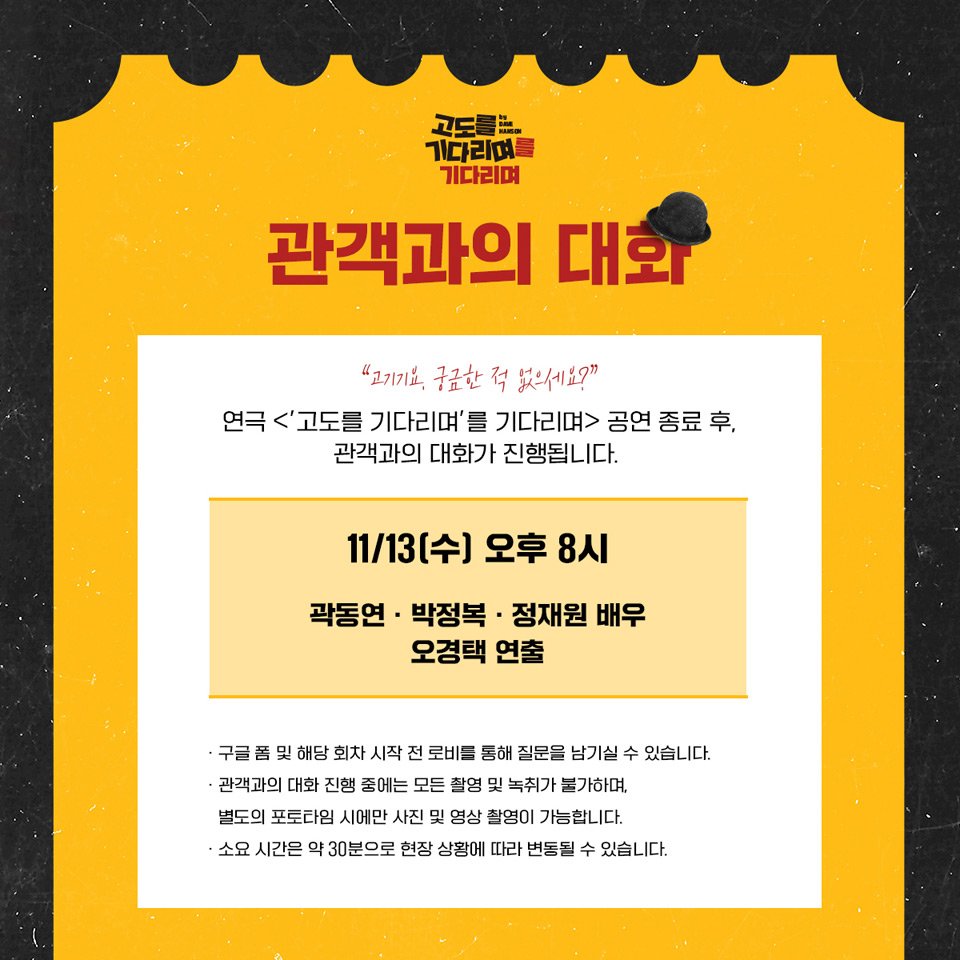 고도를 by DAVE HANSON
기다리며를
기다리며
관객과의 대화
“고기기요, 궁금한 적 없으세요?”
연극 <'고도를 기다리며'를 기다리며> 공연 종료 후,
관객과의 대화가 진행됩니다.
11/13(수) 오후 8시
곽동연 · 박정복 · 정재원 배우
오경택 연출
· 구글 폼 및 해당 회차 시작 전 로비를 통해 질문을 남기실 수 있습니다.
· 관객과의 대화 진행 중에는 모든 촬영 및 녹취가 불가하며,
별도의 포토타임 시에만 사진 및 영상 촬영이 가능합니다.
· 소요 시간은 약 30분으로 현장 상황에 따라 변동될 수 있습니다.